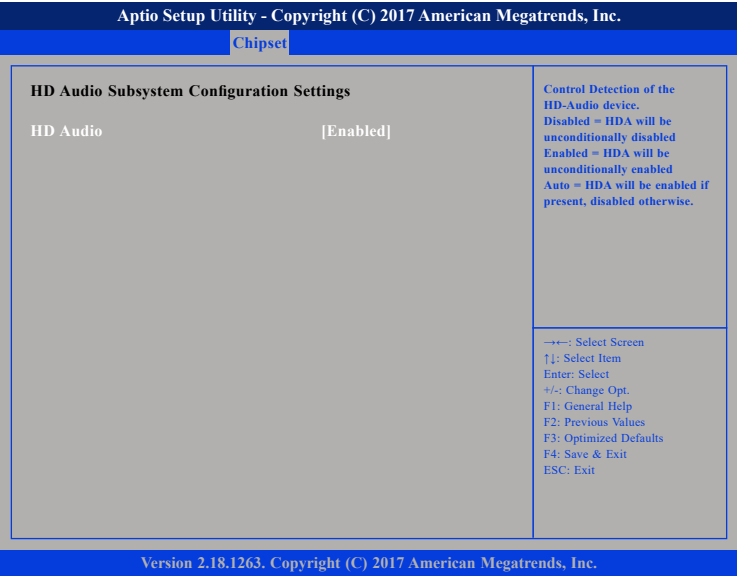 Aptio Setup Utility - Copyright (C) 2017 American Megatrends, Inc.
Chipset
HD Audio Subsystem Configuration Settings
HD Audio [Enabled]
Control Detection of the
HD-Audio device.
Disabled = HDA will be
unconditionally disabled
Enabled = HDA will be
unconditionally enabled
Auto = HDA will be enabled if
present, disabled otherwise.
→←: Select Screen
↑↓: Select Item
Enter: Select
+/-: Change Opt.
F1: General Help
F2: Previous Values
F3: Optimized Defaults
F4: Save & Exit
ESC: Exit
Version 2.18.1263. Copyright (C) 2017 American Megatrends, Inc.